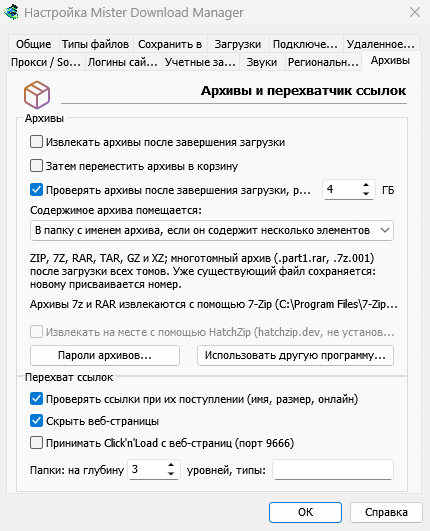 Настройка Mister Download Manager
Общие Типы файлов Сохранить в Загрузки Подключе... Удаленное...
Прокси / So... Логины сай... Учетные за... Звуки Региональн... Архивы
Архивы и перехватчик ссылок
Архивы
Извлекать архивы после завершения загрузки
Затем переместить архивы в корзину
Проверять архивы после завершения загрузки, р... 4 ГБ
Содержимое архива помещается:
В папку с именем архива, если он содержит несколько элементов
ZIP, 7Z, RAR, TAR, GZ и XZ; многотомный архив (.part1.rar, .7z.001)
после загрузки всех томов. Уже существующий файл сохраняется:
новому присваивается номер.
Архивы 7z и RAR извлекаются с помощью 7-Zip (C:\Program Files\7-Zip...
Извлекать на месте с помощью HatchZip (hatchzip.dev, не установ...
Пароли архивов... Использовать другую программу...
Перехват ссылок
Проверять ссылки при их поступлении (имя, размер, онлайн)
Скрыть веб-страницы
Принимать Click'n'Load с веб-страниц (порт 9666)
Папки: на глубину 3 уровней, типы:
ОК Справка